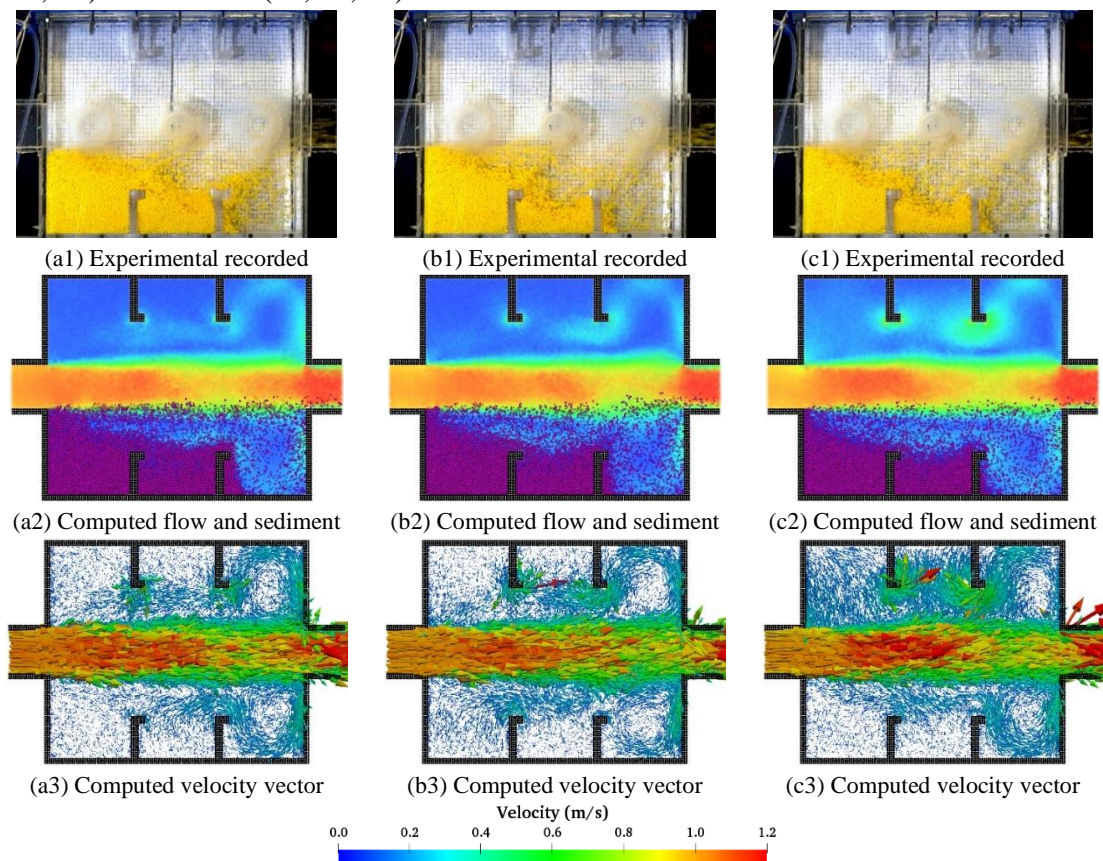 (a1) Experimental recorded (b1) Experimental recorded (c1) Experimental recorded
(a2) Computed flow and sediment (b2) Computed flow and sediment (c2) Computed flow and sediment
(a3) Computed velocity vector (b3) Computed velocity vector (c3) Computed velocity vector
Velocity (m/s)
0.0 0.2 0.4 0.6 0.8 1.0 1.2